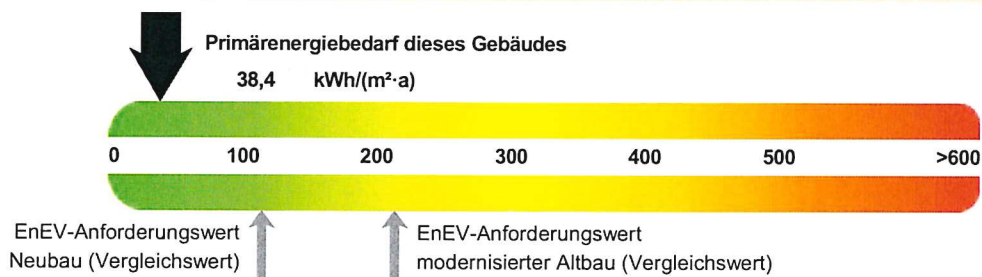 Primärenergiebedarf dieses Gebäudes
38,4 kWh/(m²·a)
0 100 200 300 400 500 >600
EnEV-Anforderungswert
Neubau (Vergleichswert)
EnEV-Anforderungswert
modernisierter Altbau (Vergleichswert)